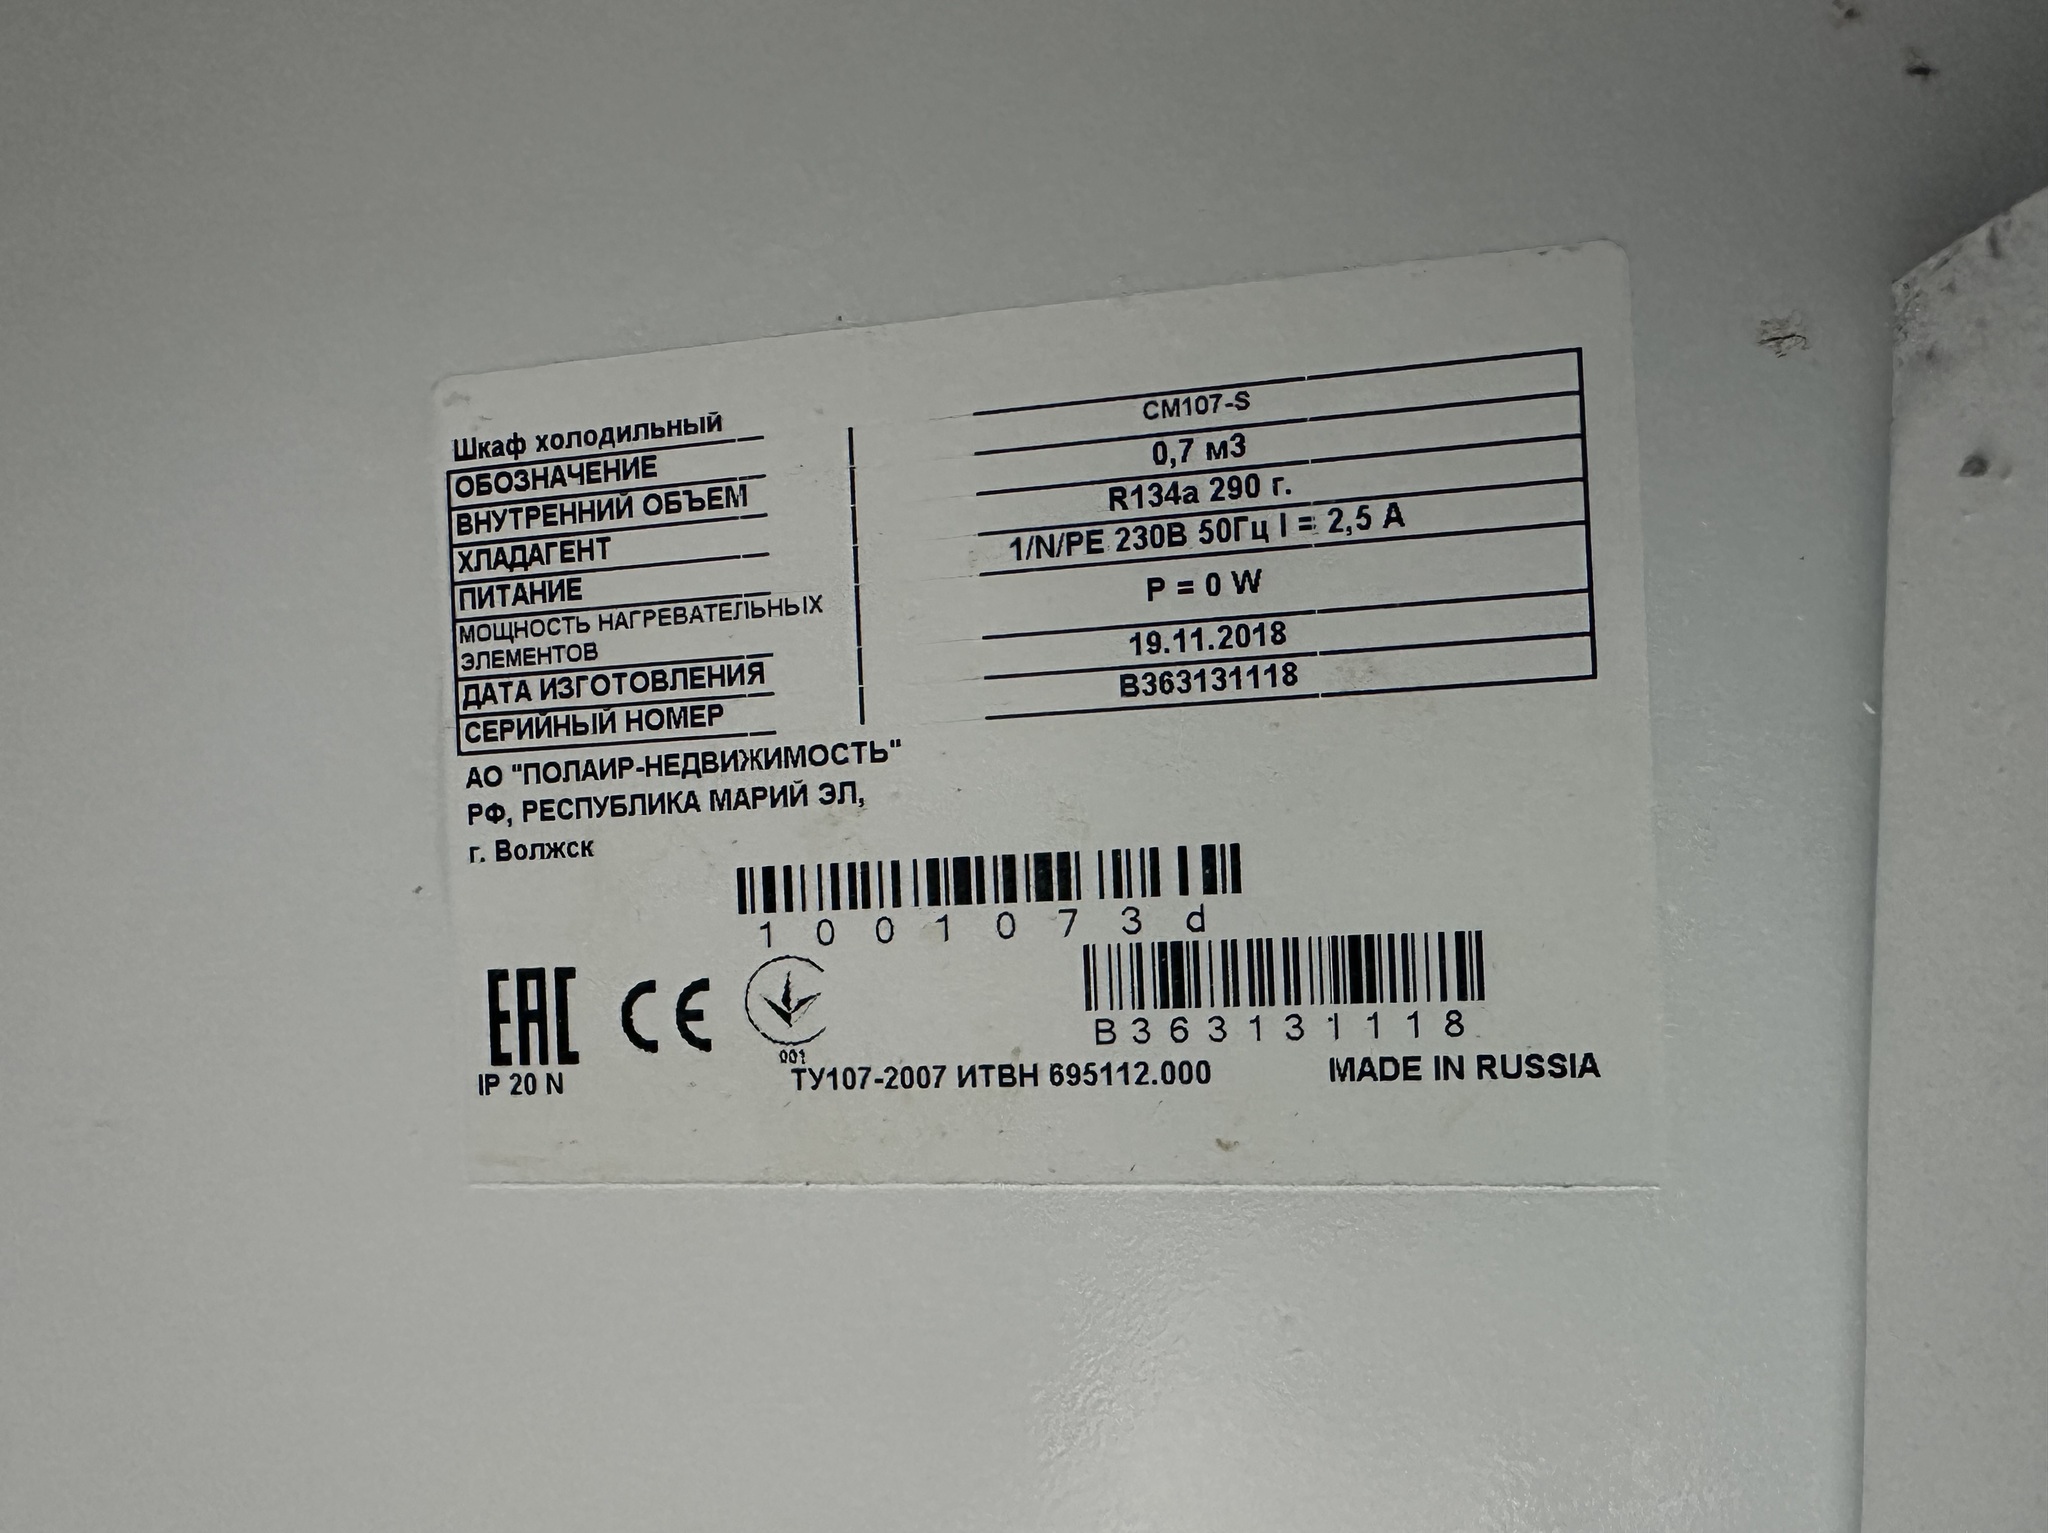 Шкаф холодильный
ОБОЗНАЧЕНИЕ CM107-S
ВНУТРЕННИЙ ОБЪЕМ 0,7 м3
ХЛАДАГЕНТ R134a 290 г.
ПИТАНИЕ 1/N/PE 230В 50Гц I = 2,5 А
МОЩНОСТЬ НАГРЕВАТЕЛЬНЫХ
ЭЛЕМЕНТОВ P = 0 W
ДАТА ИЗГОТОВЛЕНИЯ 19.11.2018
СЕРИЙНЫЙ НОМЕР B363131118
АО "ПОЛАИР-НЕДВИЖИМОСТЬ"
РФ, РЕСПУБЛИКА МАРИЙ ЭЛ,
г. Волжск
1001073d
EAC CE 001
B363131118
IP 20 N ТУ107-2007 ИТВН 695112.000 MADE IN RUSSIA